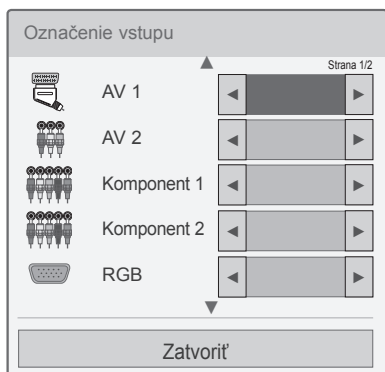 Označenie vstupu
Strana 1/2
AV 1
AV 2
Komponent 1
Komponent 2
RGB
Zatvoriť